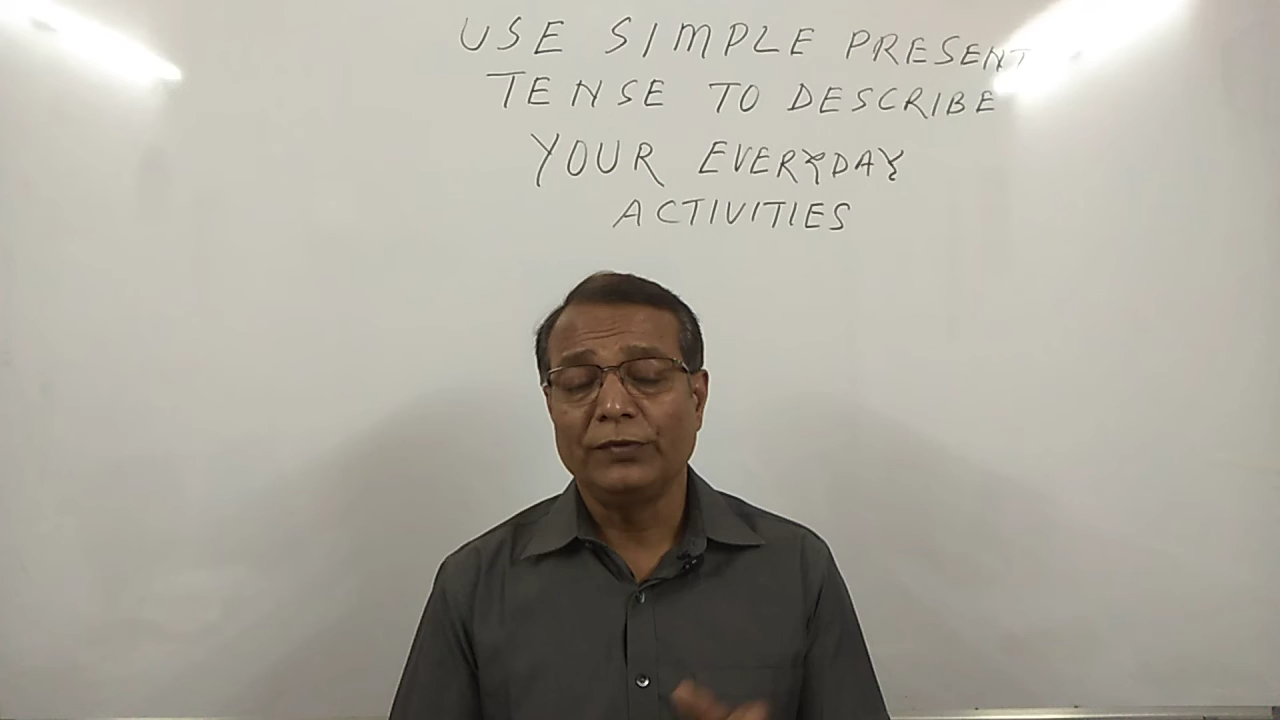 USE SIMPLE PRESENT
TENSE TO DESCRIBE
YOUR EVERYDAY
ACTIVITIES